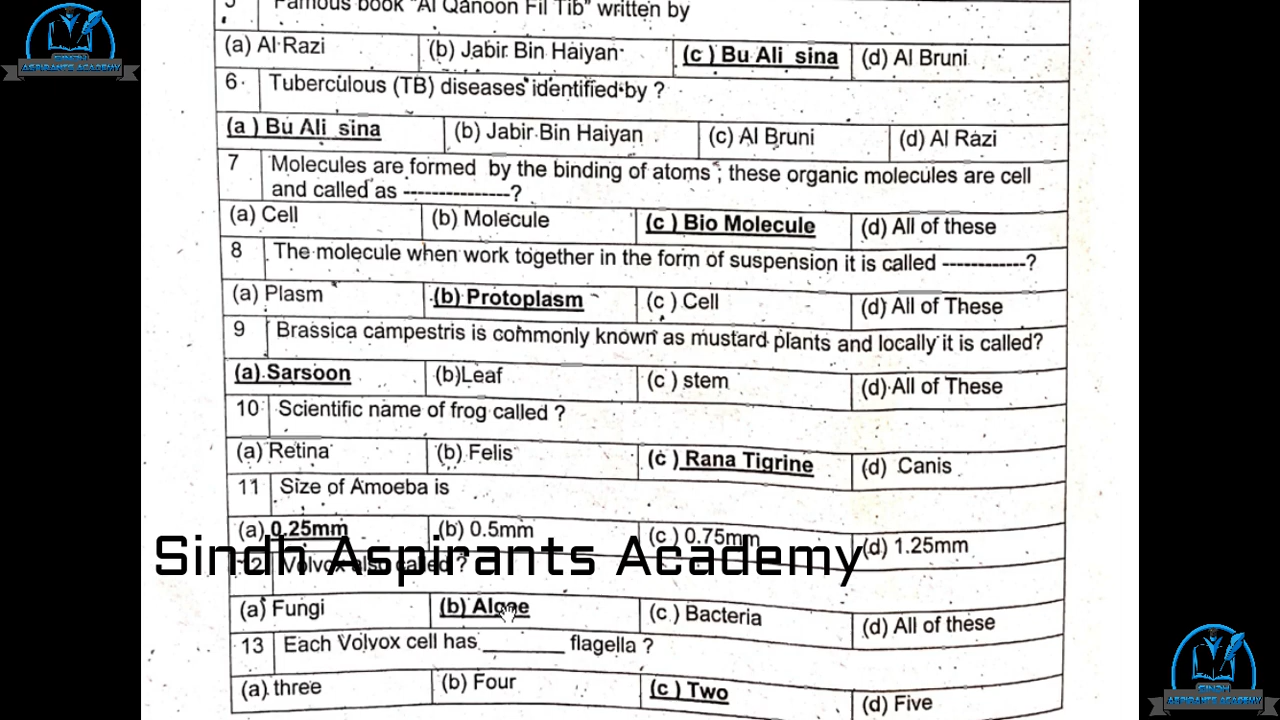 SINDH
ASPIRANTS ACADEMY
5 Famous book "Al Qanoon Fil Tib" written by
(a) Al Razi (b) Jabir Bin Haiyan (c ) Bu Ali sina (d) Al Bruni
6 Tuberculous (TB) diseases identified by ?
(a ) Bu Ali sina (b) Jabir Bin Haiyan (c) Al Bruni (d) Al Razi
7 Molecules are formed by the binding of atoms ; these organic molecules are cell
and called as ---------------?
(a) Cell (b) Molecule (c ) Bio Molecule (d) All of these
8 The molecule when work together in the form of suspension it is called ------------?
(a) Plasm (b) Protoplasm (c ) Cell (d) All of These
9 Brassica campestris is commonly known as mustard plants and locally it is called?
(a) Sarsoon (b)Leaf (c ) stem (d) All of These
10 Scientific name of frog called ?
(a) Retina (b) Felis (c ) Rana Tigrine (d) Canis
11 Size of Amoeba is
(a) 0.25mm (b) 0.5mm (c ) 0.75mm (d) 1.25mm
Sindh Aspirants Academy
12 Volvox also called ?
(a) Fungi (b) (c ) Bacteria (d) All of these
13 Each Volvox cell has ________ flagella ?
(a) three (b) Four (c ) Two (d) Five
SINDH
ASPIRANTS ACADEMY